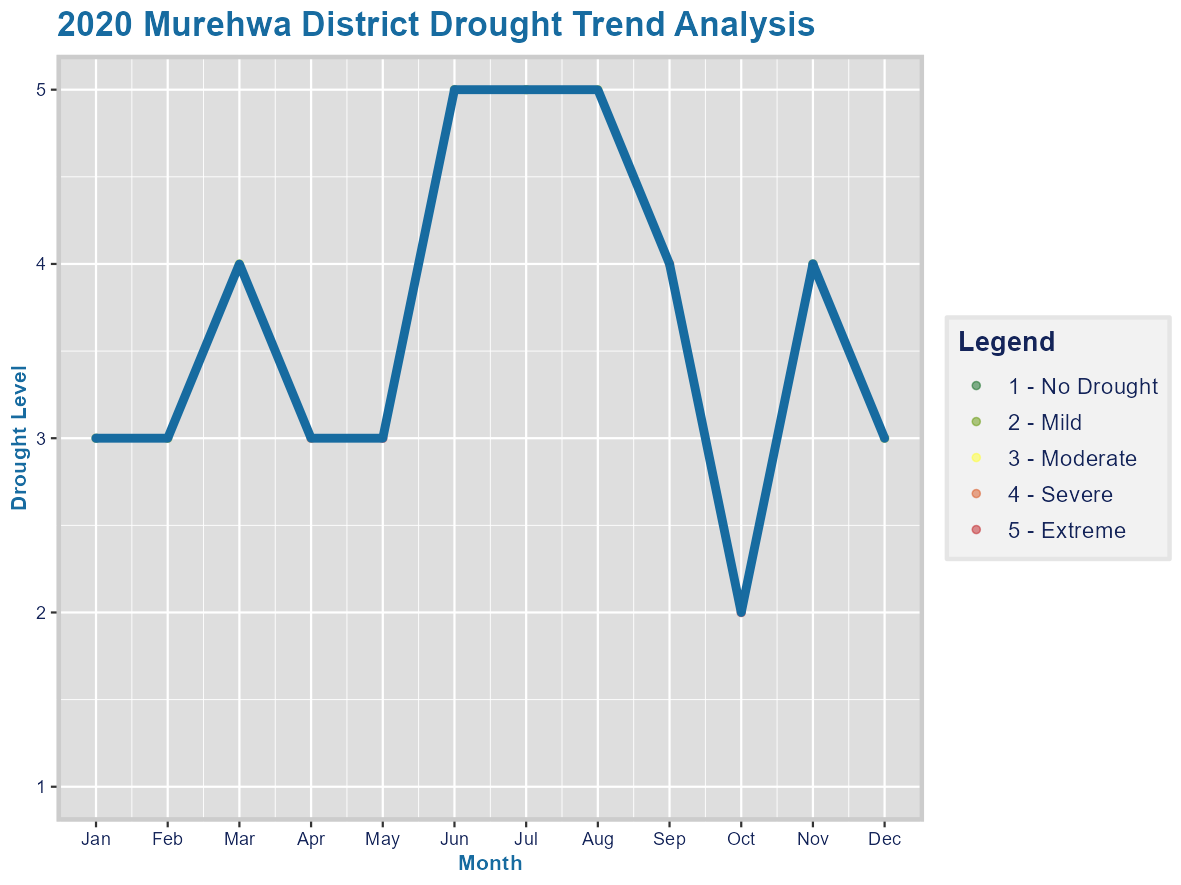 2020 Murehwa District Drought Trend Analysis
5
4
3
2
1
Drought Level
Jan Feb Mar Apr May Jun Jul Aug Sep Oct Nov Dec
Month
Legend
1 - No Drought
2 - Mild
3 - Moderate
4 - Severe
5 - Extreme